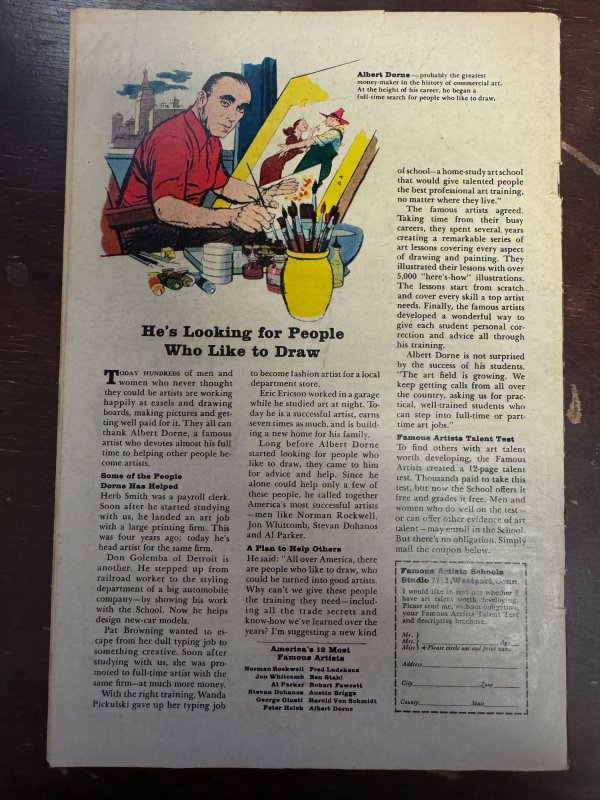 Albert Dorne — probably the greatest
money-maker in the history of commercial art.
At the height of his career, he began a
full-time search for people who like to draw.
He's Looking for People
Who Like to Draw
TODAY HUNDREDS of men and
women who never thought
they could be artists are working
happily at easels and drawing
boards, making pictures and get-
ting well paid for it. They all can
thank Albert Dorne, a famous
artist who devotes almost his full
time to helping other people be-
come artists.
Some of the People
Dorne Has Helped
Herb Smith was a payroll clerk.
Soon after he started studying
with us, he landed an art job
with a large printing firm. This
was four years ago; today he's
head artist for the same firm.
Don Golemba of Detroit is
another. He stepped up from
railroad worker to the styling
department of a big automobile
company—by showing his work
with the School. Now he helps
design new-car models.
Pat Browning wanted to es-
cape from her dull typing job to
something creative. Soon after
studying with us, she was pro-
moted to full-time artist with the
same firm—at much more money.
With the right training, Wanda
Pickulski gave up her typing job
to become fashion artist for a local
department store.
Eric Ericson worked in a garage
while he studied art at night. To-
day he is a successful artist, earns
seven times as much, and is build-
ing a new home for his family.
Long before Albert Dorne
started looking for people who
like to draw, they came to him
for advice and help. Since he
alone could help only a few of
these people, he called together
America's most successful artists
—men like Norman Rockwell,
Jon Whitcomb, Stevan Dohanos
and Al Parker.
A Plan to Help Others
He said: "All over America, there
are people who like to draw, who
could be turned into good artists.
Why can't we give these people
the training they need—includ-
ing all the trade secrets and
know-how we've learned over the
years? I'm suggesting a new kind
America's 12 Most
Famous Artists
Norman Rockwell Fred Ludekens
Jon Whitcomb Ben Stahl
Al Parker Robert Fawcett
Stevan Dohanos Austin Briggs
George Giusti Harold Von Schmidt
Peter Helck Albert Dorne
of school—a home-study art school
that would give talented people
the best professional art training,
no matter where they live."
The famous artists agreed.
Taking time from their busy
careers, they spent several years
creating a remarkable series of
art lessons covering every aspect
of drawing and painting. They
illustrated their lessons with over
5,000 "here's-how" illustrations.
The lessons start from scratch
and cover every skill a top artist
needs. Finally, the famous artists
developed a wonderful way to
give each student personal cor-
rection and advice all through
his training.
Albert Dorne is not surprised
by the success of his students.
"The art field is growing. We
keep getting calls from all over
the country, asking us for prac-
tical, well-trained students who
can step into full-time or part-
time art jobs."
Famous Artists Talent Test
To find others with art talent
worth developing, the Famous
Artists created a 12-page talent
test. Thousands paid to take this
test, but now the School offers it
free and grades it free. Men and
women who do well on the test—
or can offer other evidence of art
talent—may enroll in the School.
But there's no obligation. Simply
mail the coupon below.
Famous Artists Schools
Studio Westport, Conn.
I would like to find out whether I
have art talent worth developing.
Please send me, without obligation,
your Famous Artists Talent Test
and descriptive brochure.
Mr.
Mrs. Age
Miss Please circle one and print name
Address
City Zone
County State